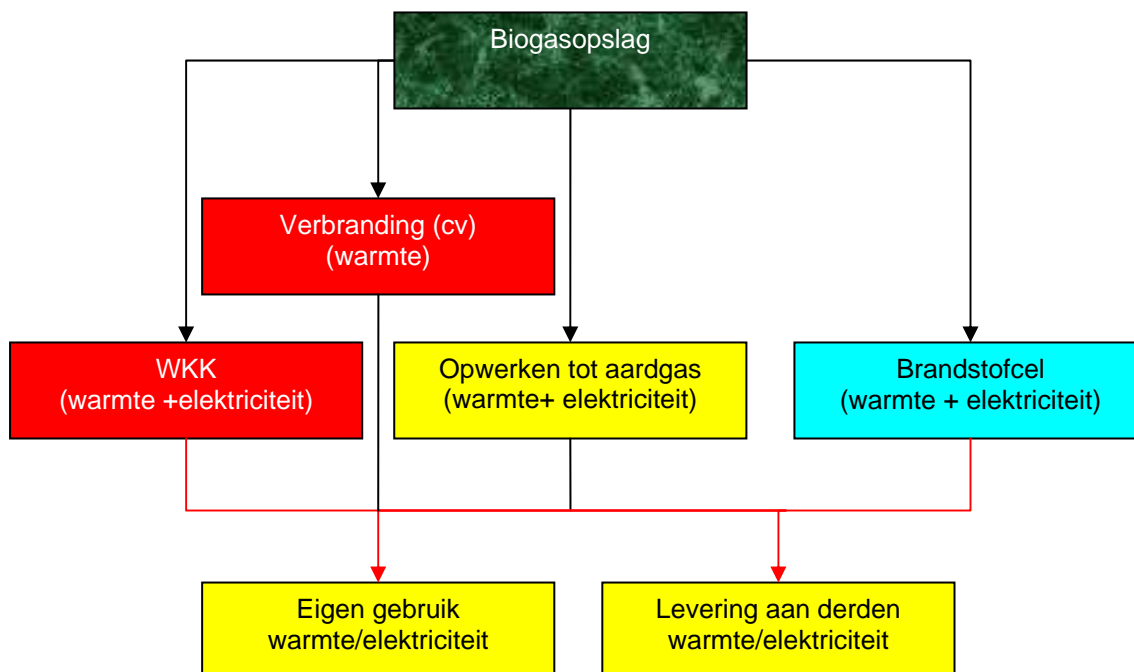 Biogasopslag
Verbranding (cv)
(warmte)
WKK
(warmte +elektriciteit)
Opwerken tot aardgas
(warmte+ elektriciteit)
Brandstofcel
(warmte + elektriciteit)
Eigen gebruik
warmte/elektriciteit
Levering aan derden
warmte/elektriciteit